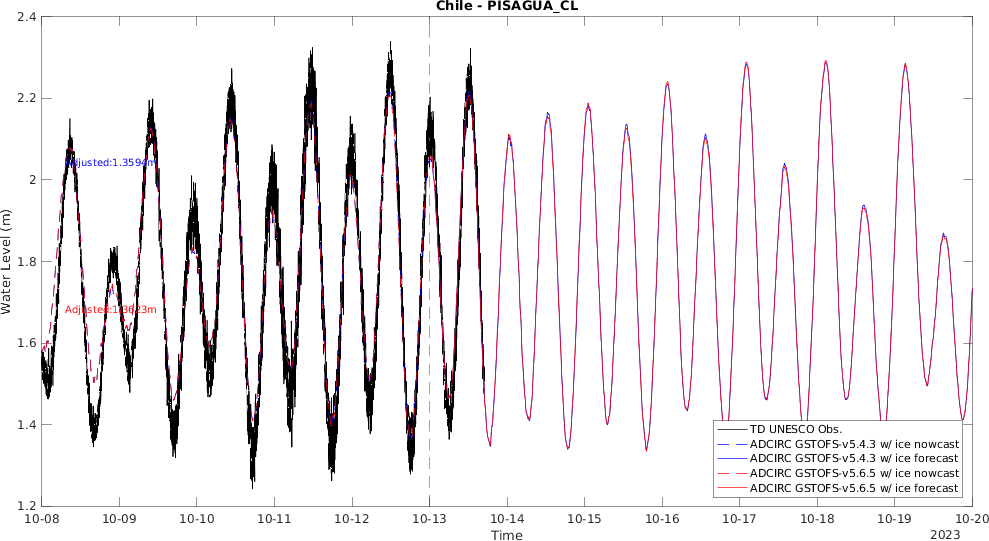 Chile - PISAGUA_CL
2.4
2.2
2
1.8
1.6
1.4
1.2
Water Level (m)
Adjusted:1.3594m
Adjusted:1.3623m
TD UNESCO Obs.
ADCIRC GSTOFS-v5.4.3 w/ ice nowcast
ADCIRC GSTOFS-v5.4.3 w/ ice forecast
ADCIRC GSTOFS-v5.6.5 w/ ice nowcast
ADCIRC GSTOFS-v5.6.5 w/ ice forecast
10-08 10-09 10-10 10-11 10-12 10-13 10-14 10-15 10-16 10-17 10-18 10-19 10-20
Time
2023